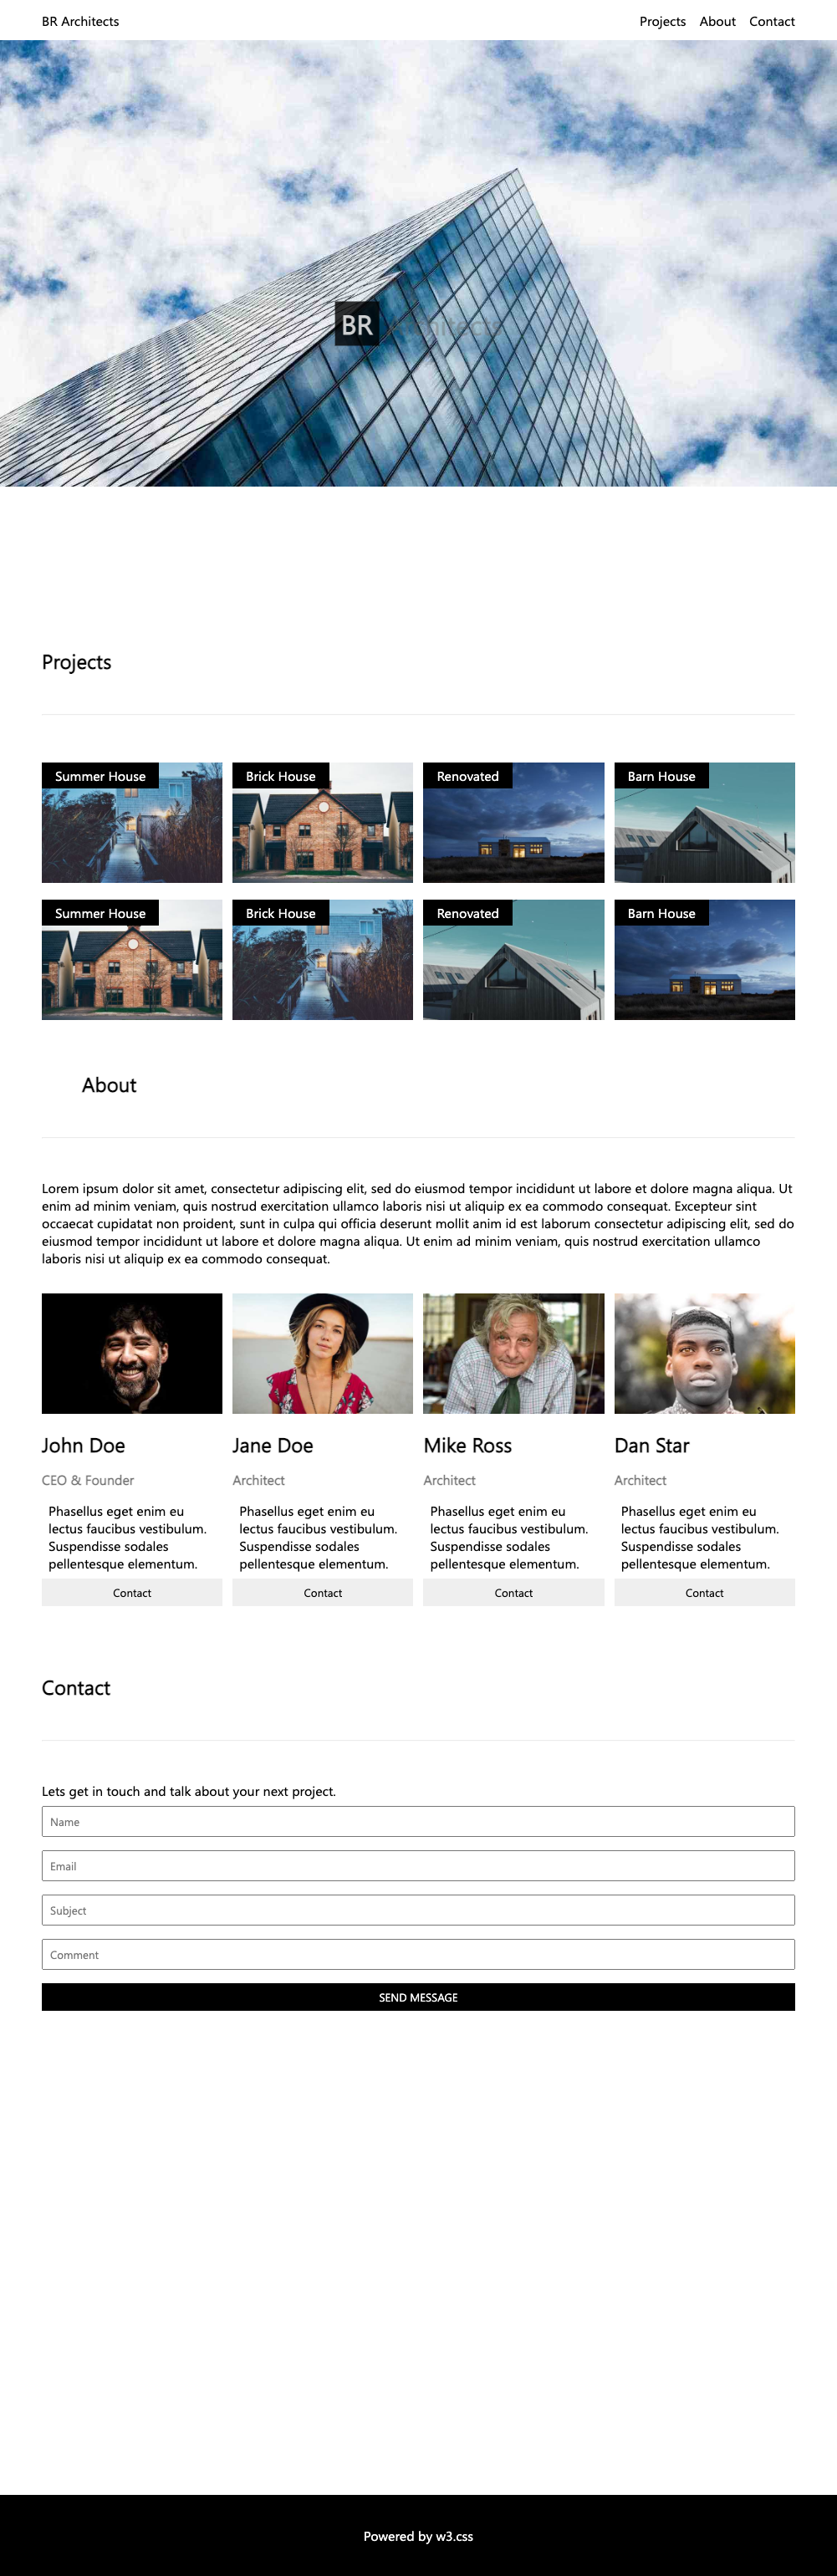 BR Architects
Projects About Contact
BR Architects
Projects
Summer House
Brick House
Renovated
Barn House
Summer House
Brick House
Renovated
Barn House
About
Lorem ipsum dolor sit amet, consectetur adipiscing elit, sed do eiusmod tempor incididunt ut labore et dolore magna aliqua. Ut
enim ad minim veniam, quis nostrud exercitation ullamco laboris nisi ut aliquip ex ea commodo consequat. Excepteur sint
occaecat cupidatat non proident, sunt in culpa qui officia deserunt mollit anim id est laborum consectetur adipiscing elit, sed do
eiusmod tempor incididunt ut labore et dolore magna aliqua. Ut enim ad minim veniam, quis nostrud exercitation ullamco
laboris nisi ut aliquip ex ea commodo consequat.
John Doe
CEO & Founder
Phasellus eget enim eu
lectus faucibus vestibulum.
Suspendisse sodales
pellentesque elementum.
Contact
Jane Doe
Architect
Phasellus eget enim eu
lectus faucibus vestibulum.
Suspendisse sodales
pellentesque elementum.
Contact
Mike Ross
Architect
Phasellus eget enim eu
lectus faucibus vestibulum.
Suspendisse sodales
pellentesque elementum.
Contact
Dan Star
Architect
Phasellus eget enim eu
lectus faucibus vestibulum.
Suspendisse sodales
pellentesque elementum.
Contact
Contact
Lets get in touch and talk about your next project.
Name
Email
Subject
Comment
SEND MESSAGE
Powered by w3.css